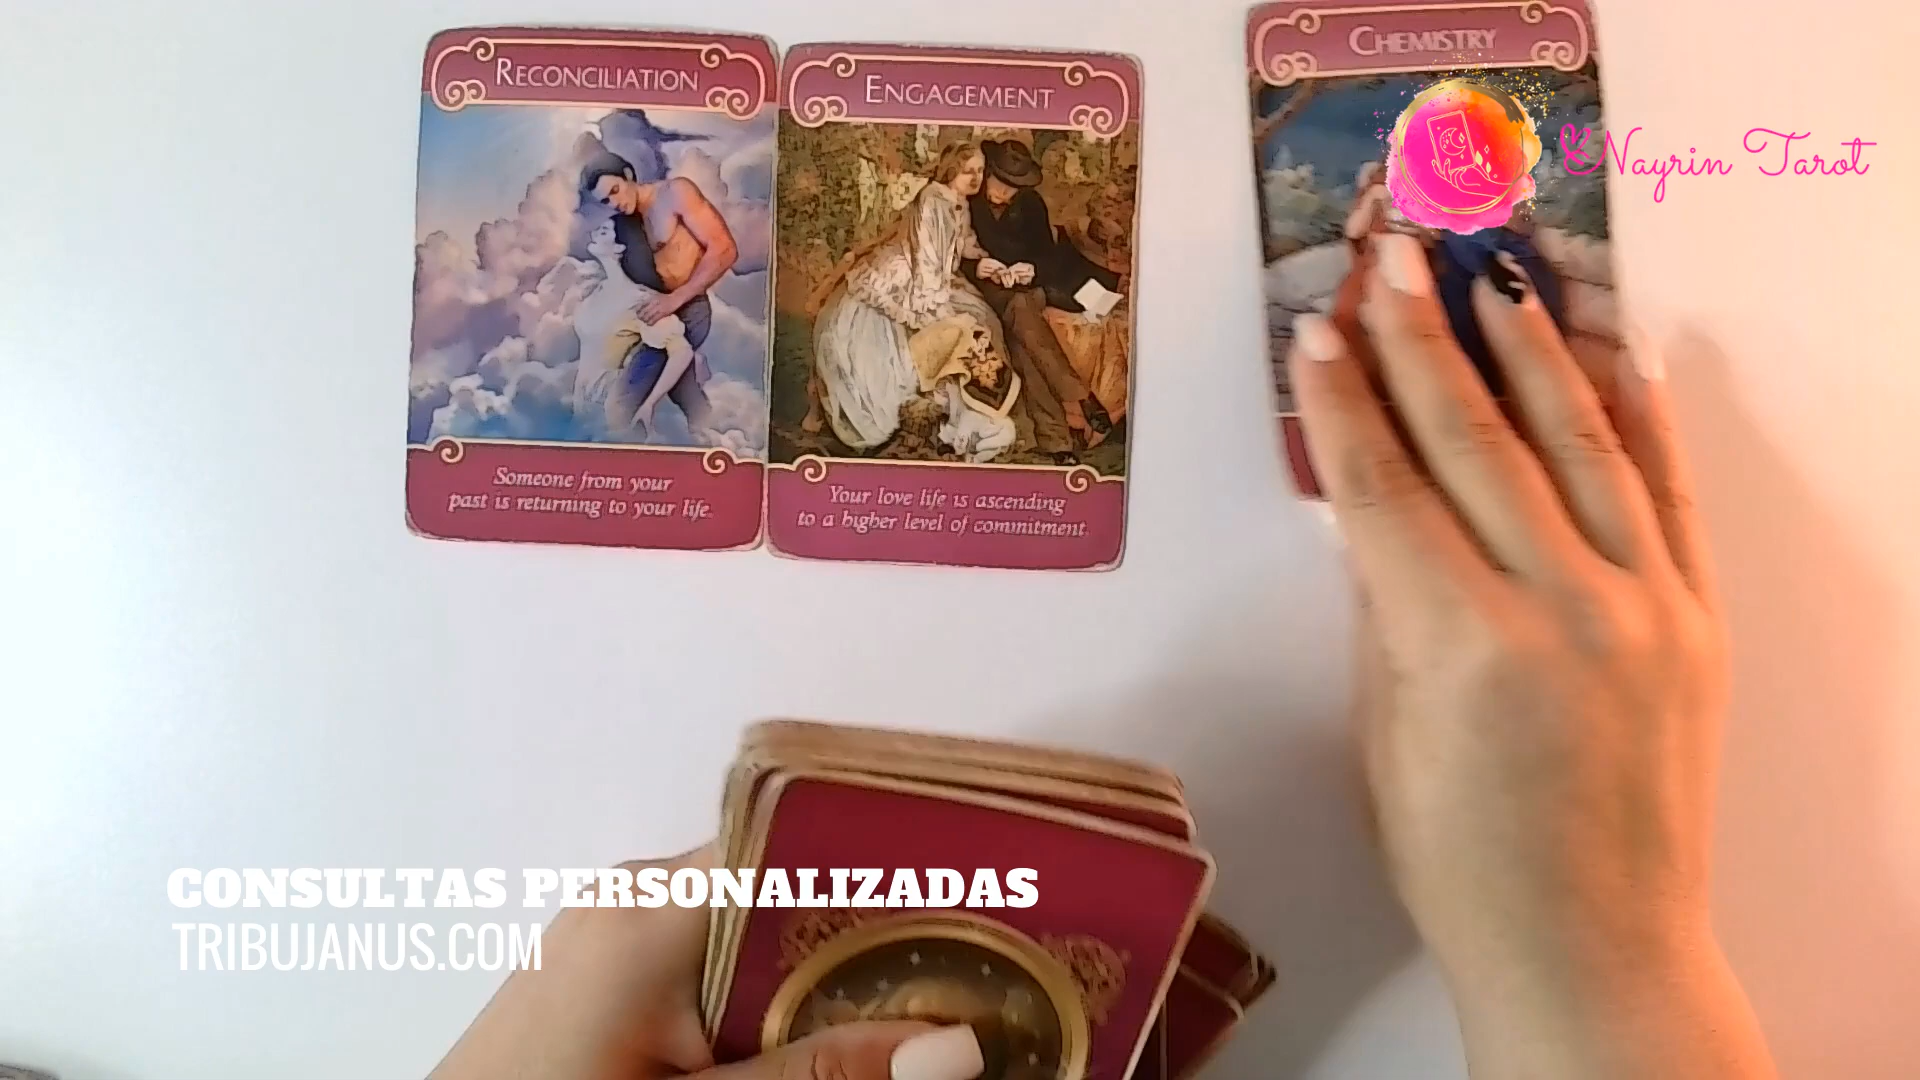 RECONCILIATION
Someone from your
past is returning to your life.
ENGAGEMENT
Your love life is ascending
to a higher level of commitment.
CHEMISTRY
Nayrin Tarot
CONSULTAS PERSONALIZADAS
TRIBUJANUS.COM